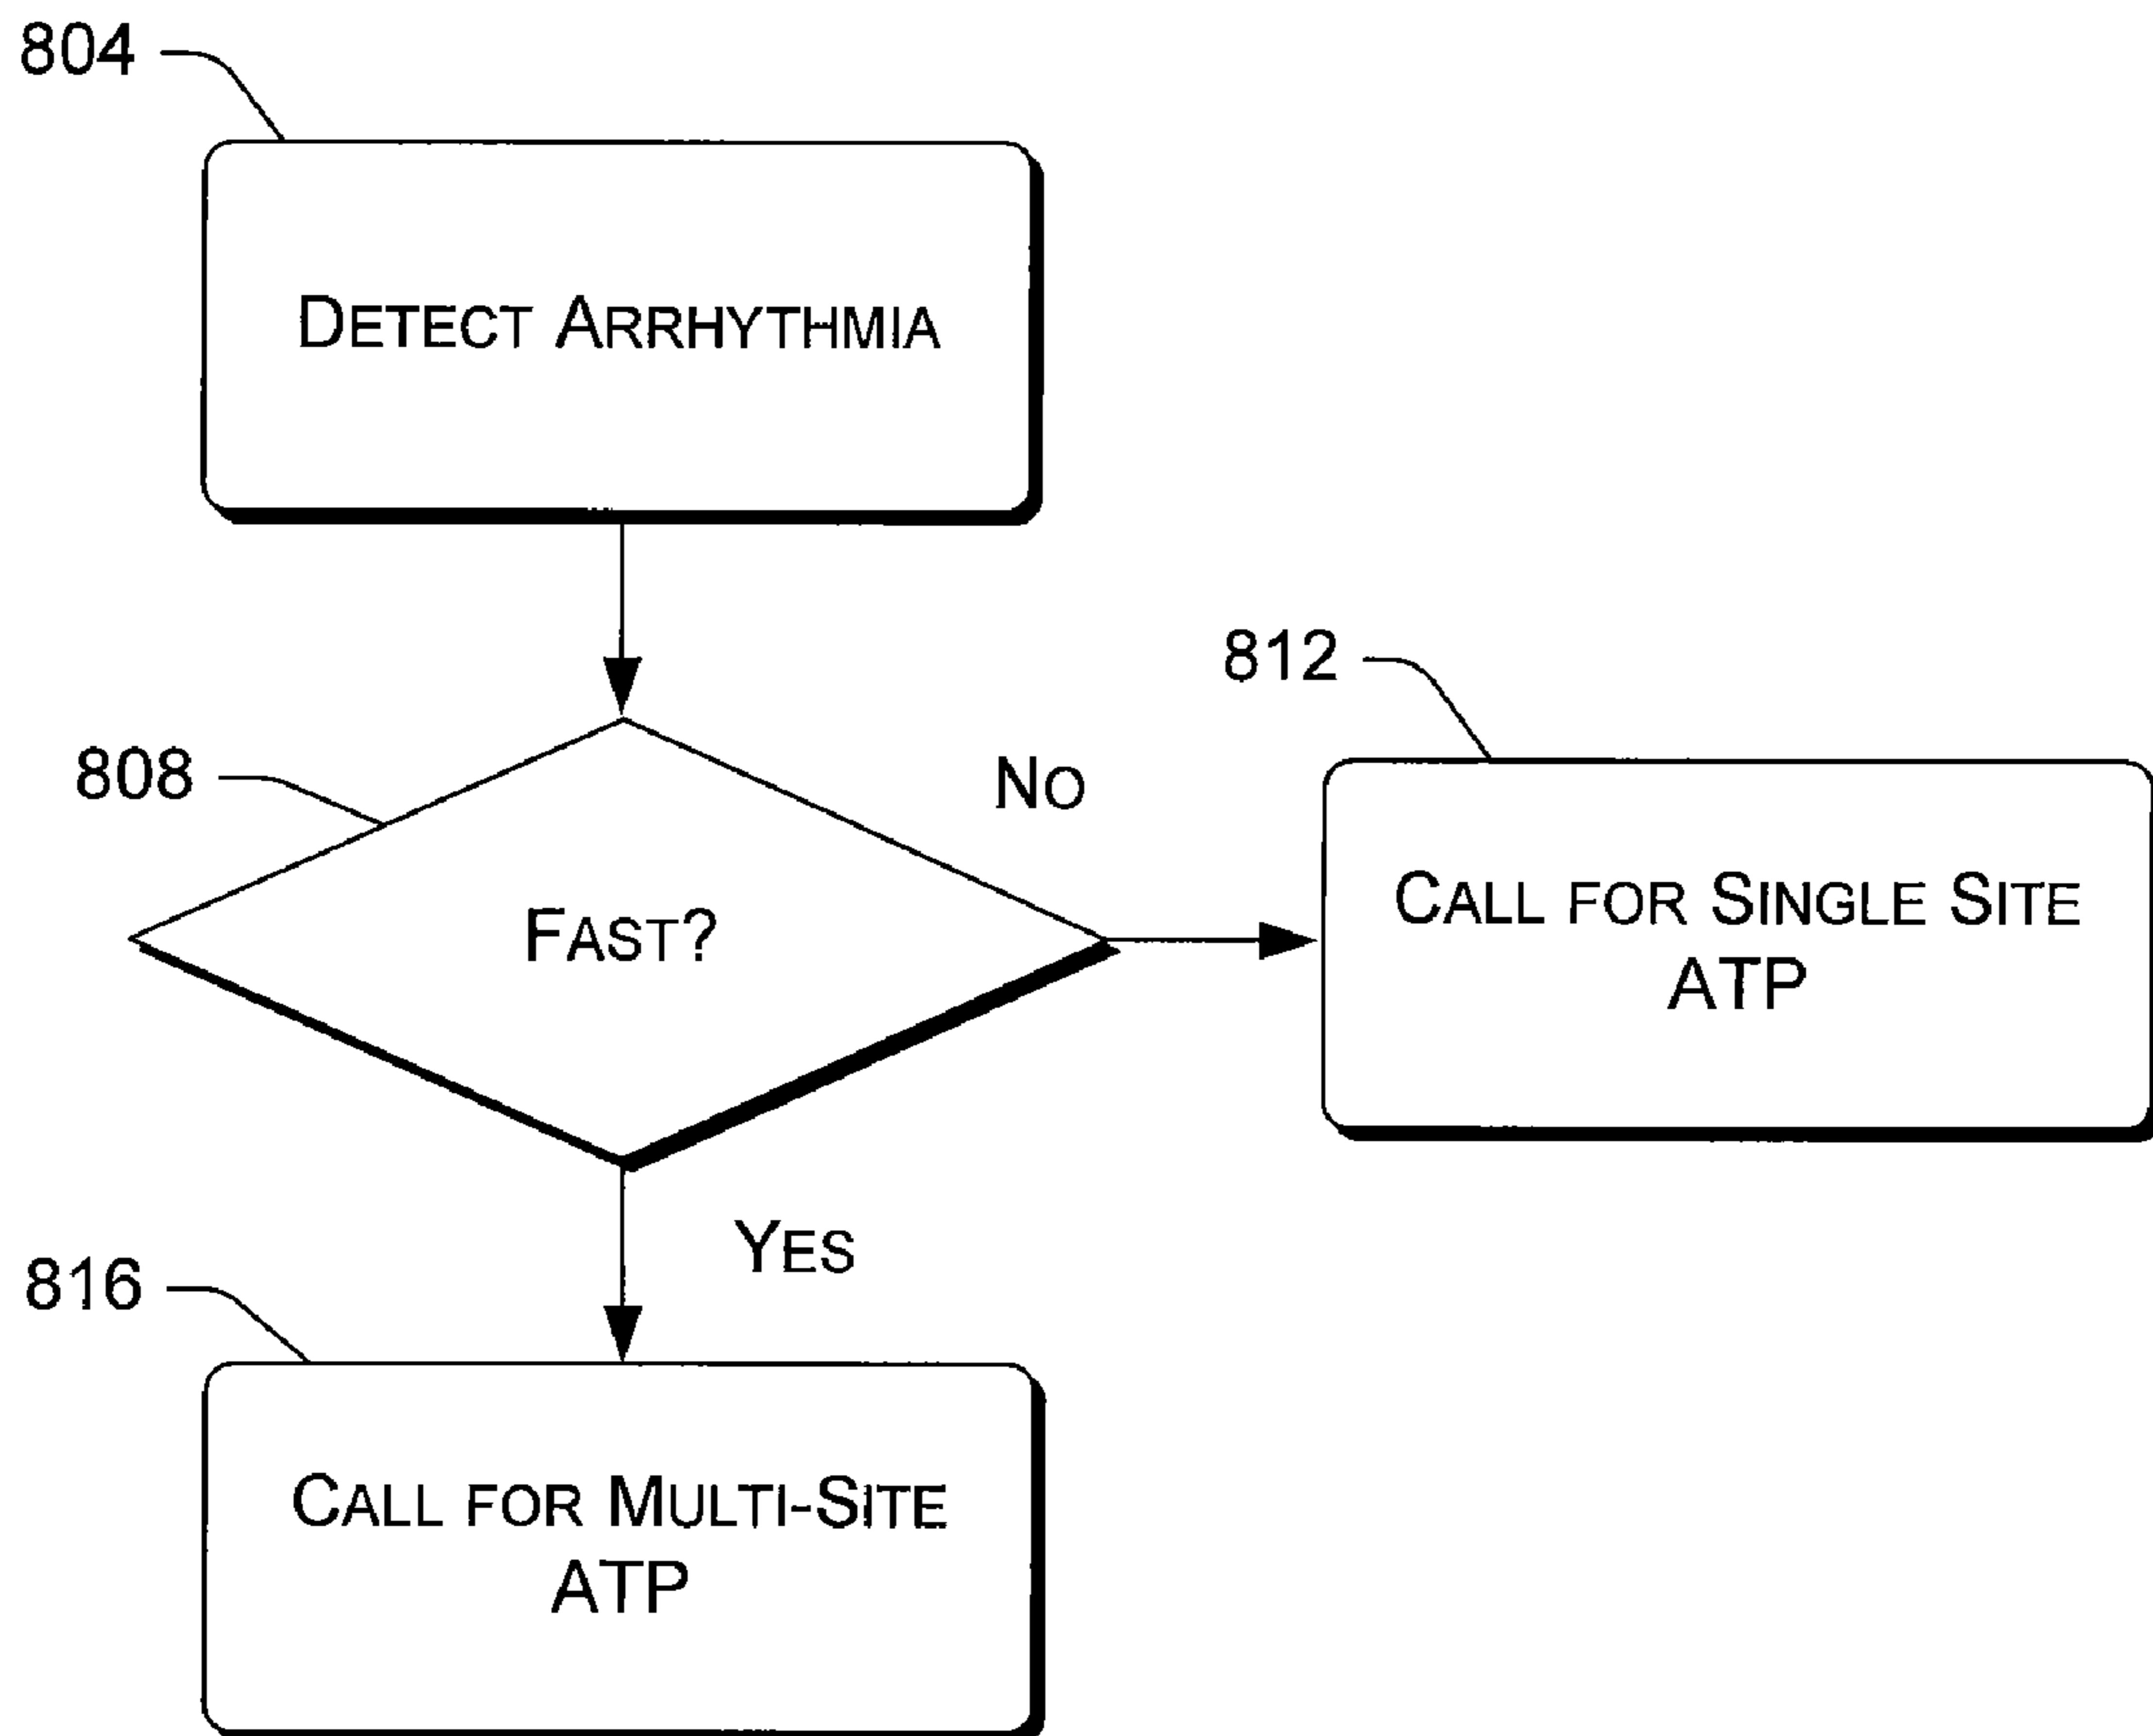 804
DETECT ARRHYTHMIA
808
FAST?
NO
812
CALL FOR SINGLE SITE
ATP
YES
816
CALL FOR MULTI-SITE
ATP